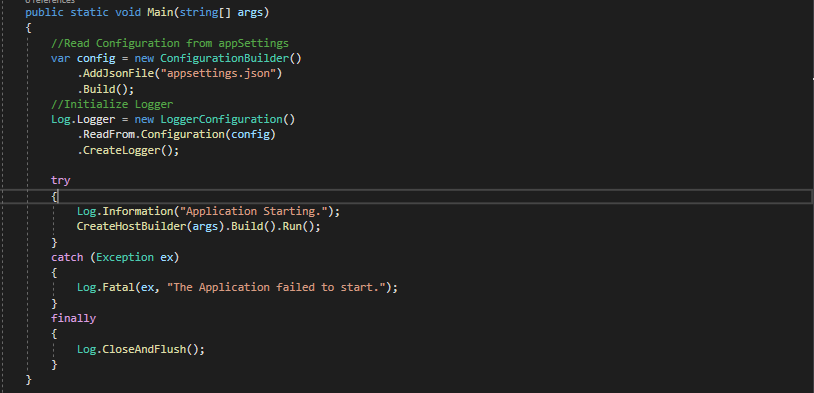 0 references
public static void Main(string[] args)
{
//Read Configuration from appSettings
var config = new ConfigurationBuilder()
.AddJsonFile("appsettings.json")
.Build();
//Initialize Logger
Log.Logger = new LoggerConfiguration()
.ReadFrom.Configuration(config)
.CreateLogger();
try
{
Log.Information("Application Starting.");
CreateHostBuilder(args).Build().Run();
}
catch (Exception ex)
{
Log.Fatal(ex, "The Application failed to start.");
}
finally
{
Log.CloseAndFlush();
}
}